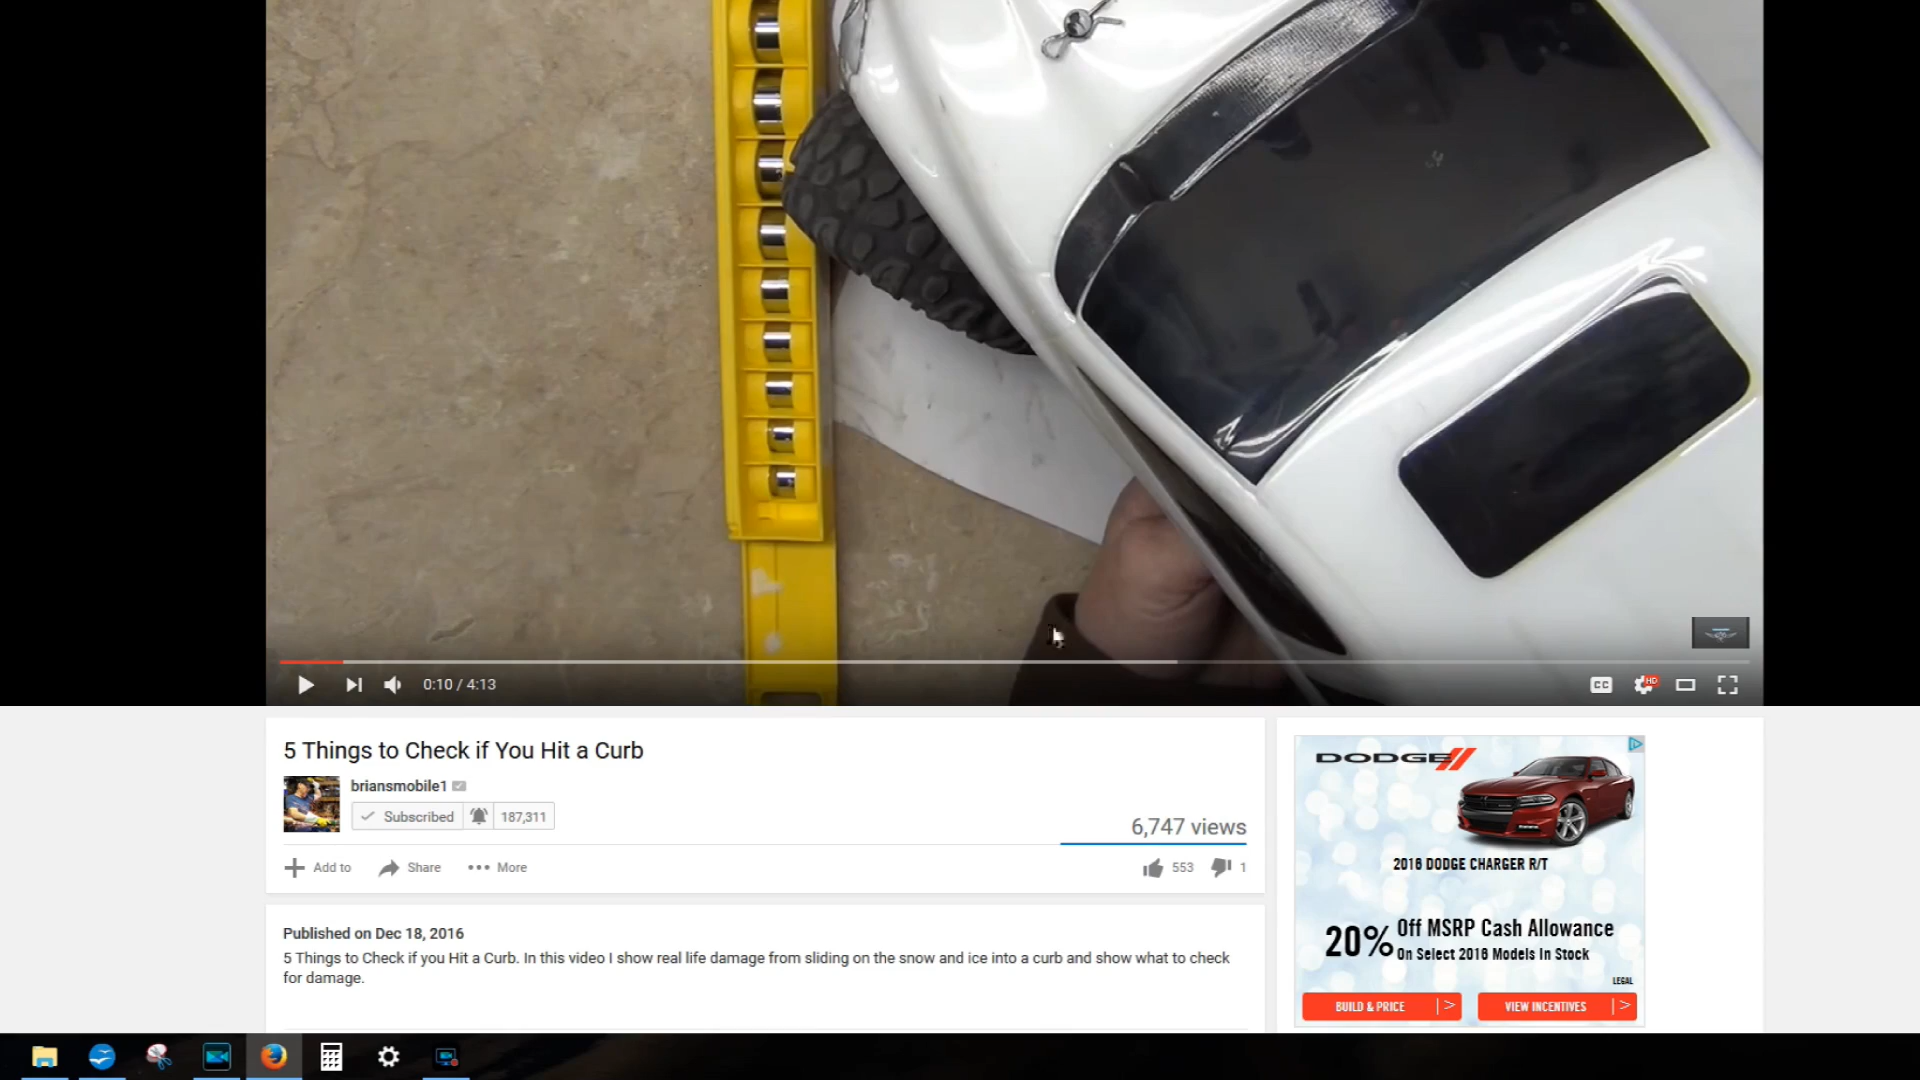 0:10 / 4:13
CC
HD
5 Things to Check if You Hit a Curb
briansmobile1
Subscribed
187,311
6,747 views
Add to
Share
More
553
1
Published on Dec 18, 2016
5 Things to Check if you Hit a Curb. In this video I show real life damage from sliding on the snow and ice into a curb and show what to check
for damage.
DODGE
2016 DODGE CHARGER R/T
20% Off MSRP Cash Allowance
On Select 2016 Models In Stock
LEGAL
BUILD & PRICE >
VIEW INCENTIVES >